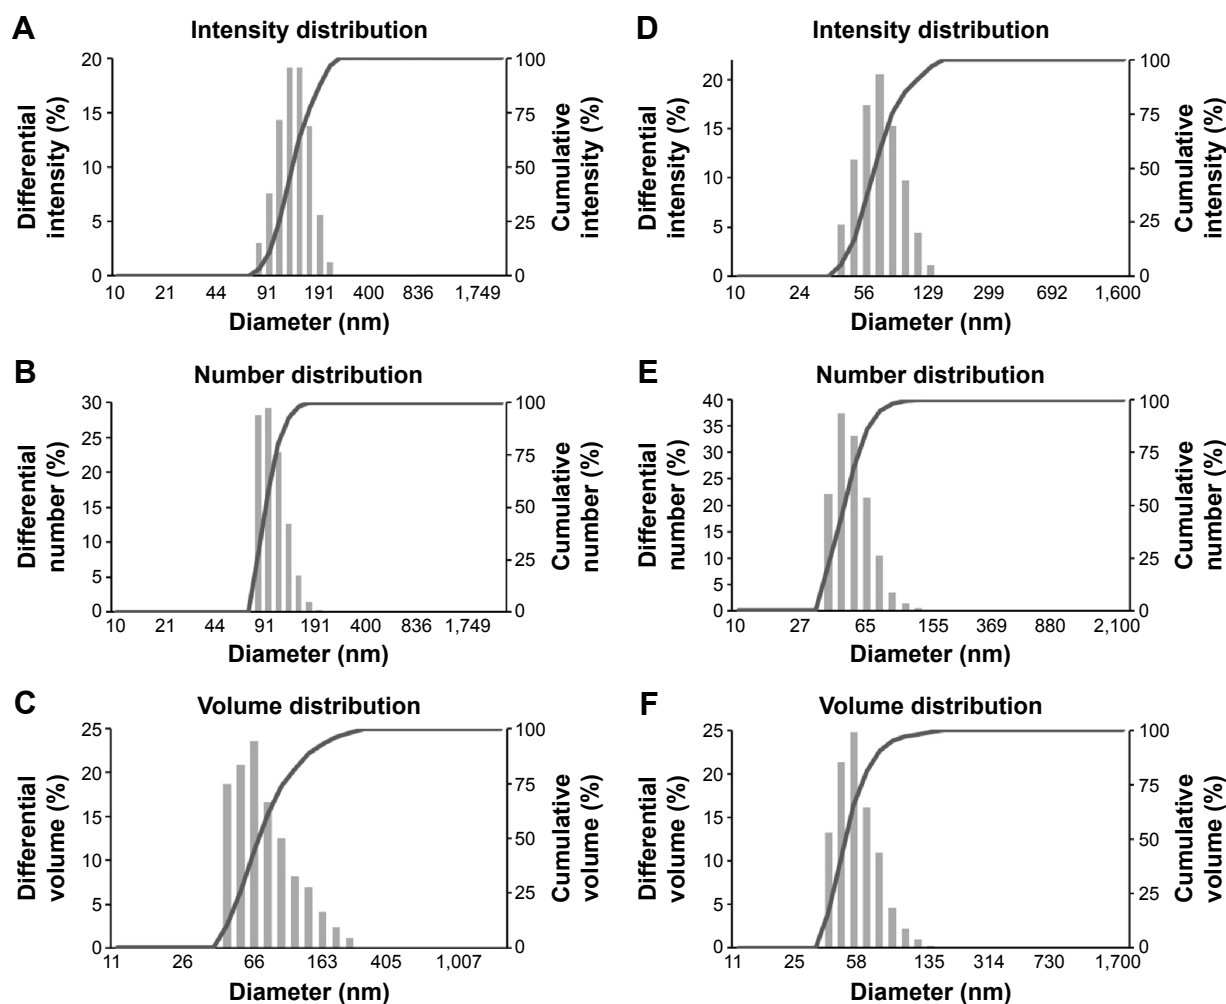 A
Intensity distribution
Differential
intensity (%)
20
15
10
5
0
100
75
50
25
0
Cumulative
intensity (%)
10 21 44 91 191 400 836 1,749
Diameter (nm)
B
Number distribution
Differential
number (%)
30
25
20
15
10
5
0
100
75
50
25
0
Cumulative
number (%)
10 21 44 91 191 400 836 1,749
Diameter (nm)
C
Volume distribution
Differential
volume (%)
25
20
15
10
5
0
100
75
50
25
0
Cumulative
volume (%)
11 26 66 163 405 1,007
Diameter (nm)
D
Intensity distribution
Differential
intensity (%)
20
15
10
5
0
100
75
50
25
0
Cumulative
intensity (%)
10 24 56 129 299 692 1,600
Diameter (nm)
E
Number distribution
Differential
number (%)
40
35
30
25
20
15
10
5
0
100
75
50
25
0
Cumulative
number (%)
10 27 65 155 369 880 2,100
Diameter (nm)
F
Volume distribution
Differential
volume (%)
25
20
15
10
5
0
100
75
50
25
0
Cumulative
volume (%)
11 25 58 135 314 730 1,700
Diameter (nm)